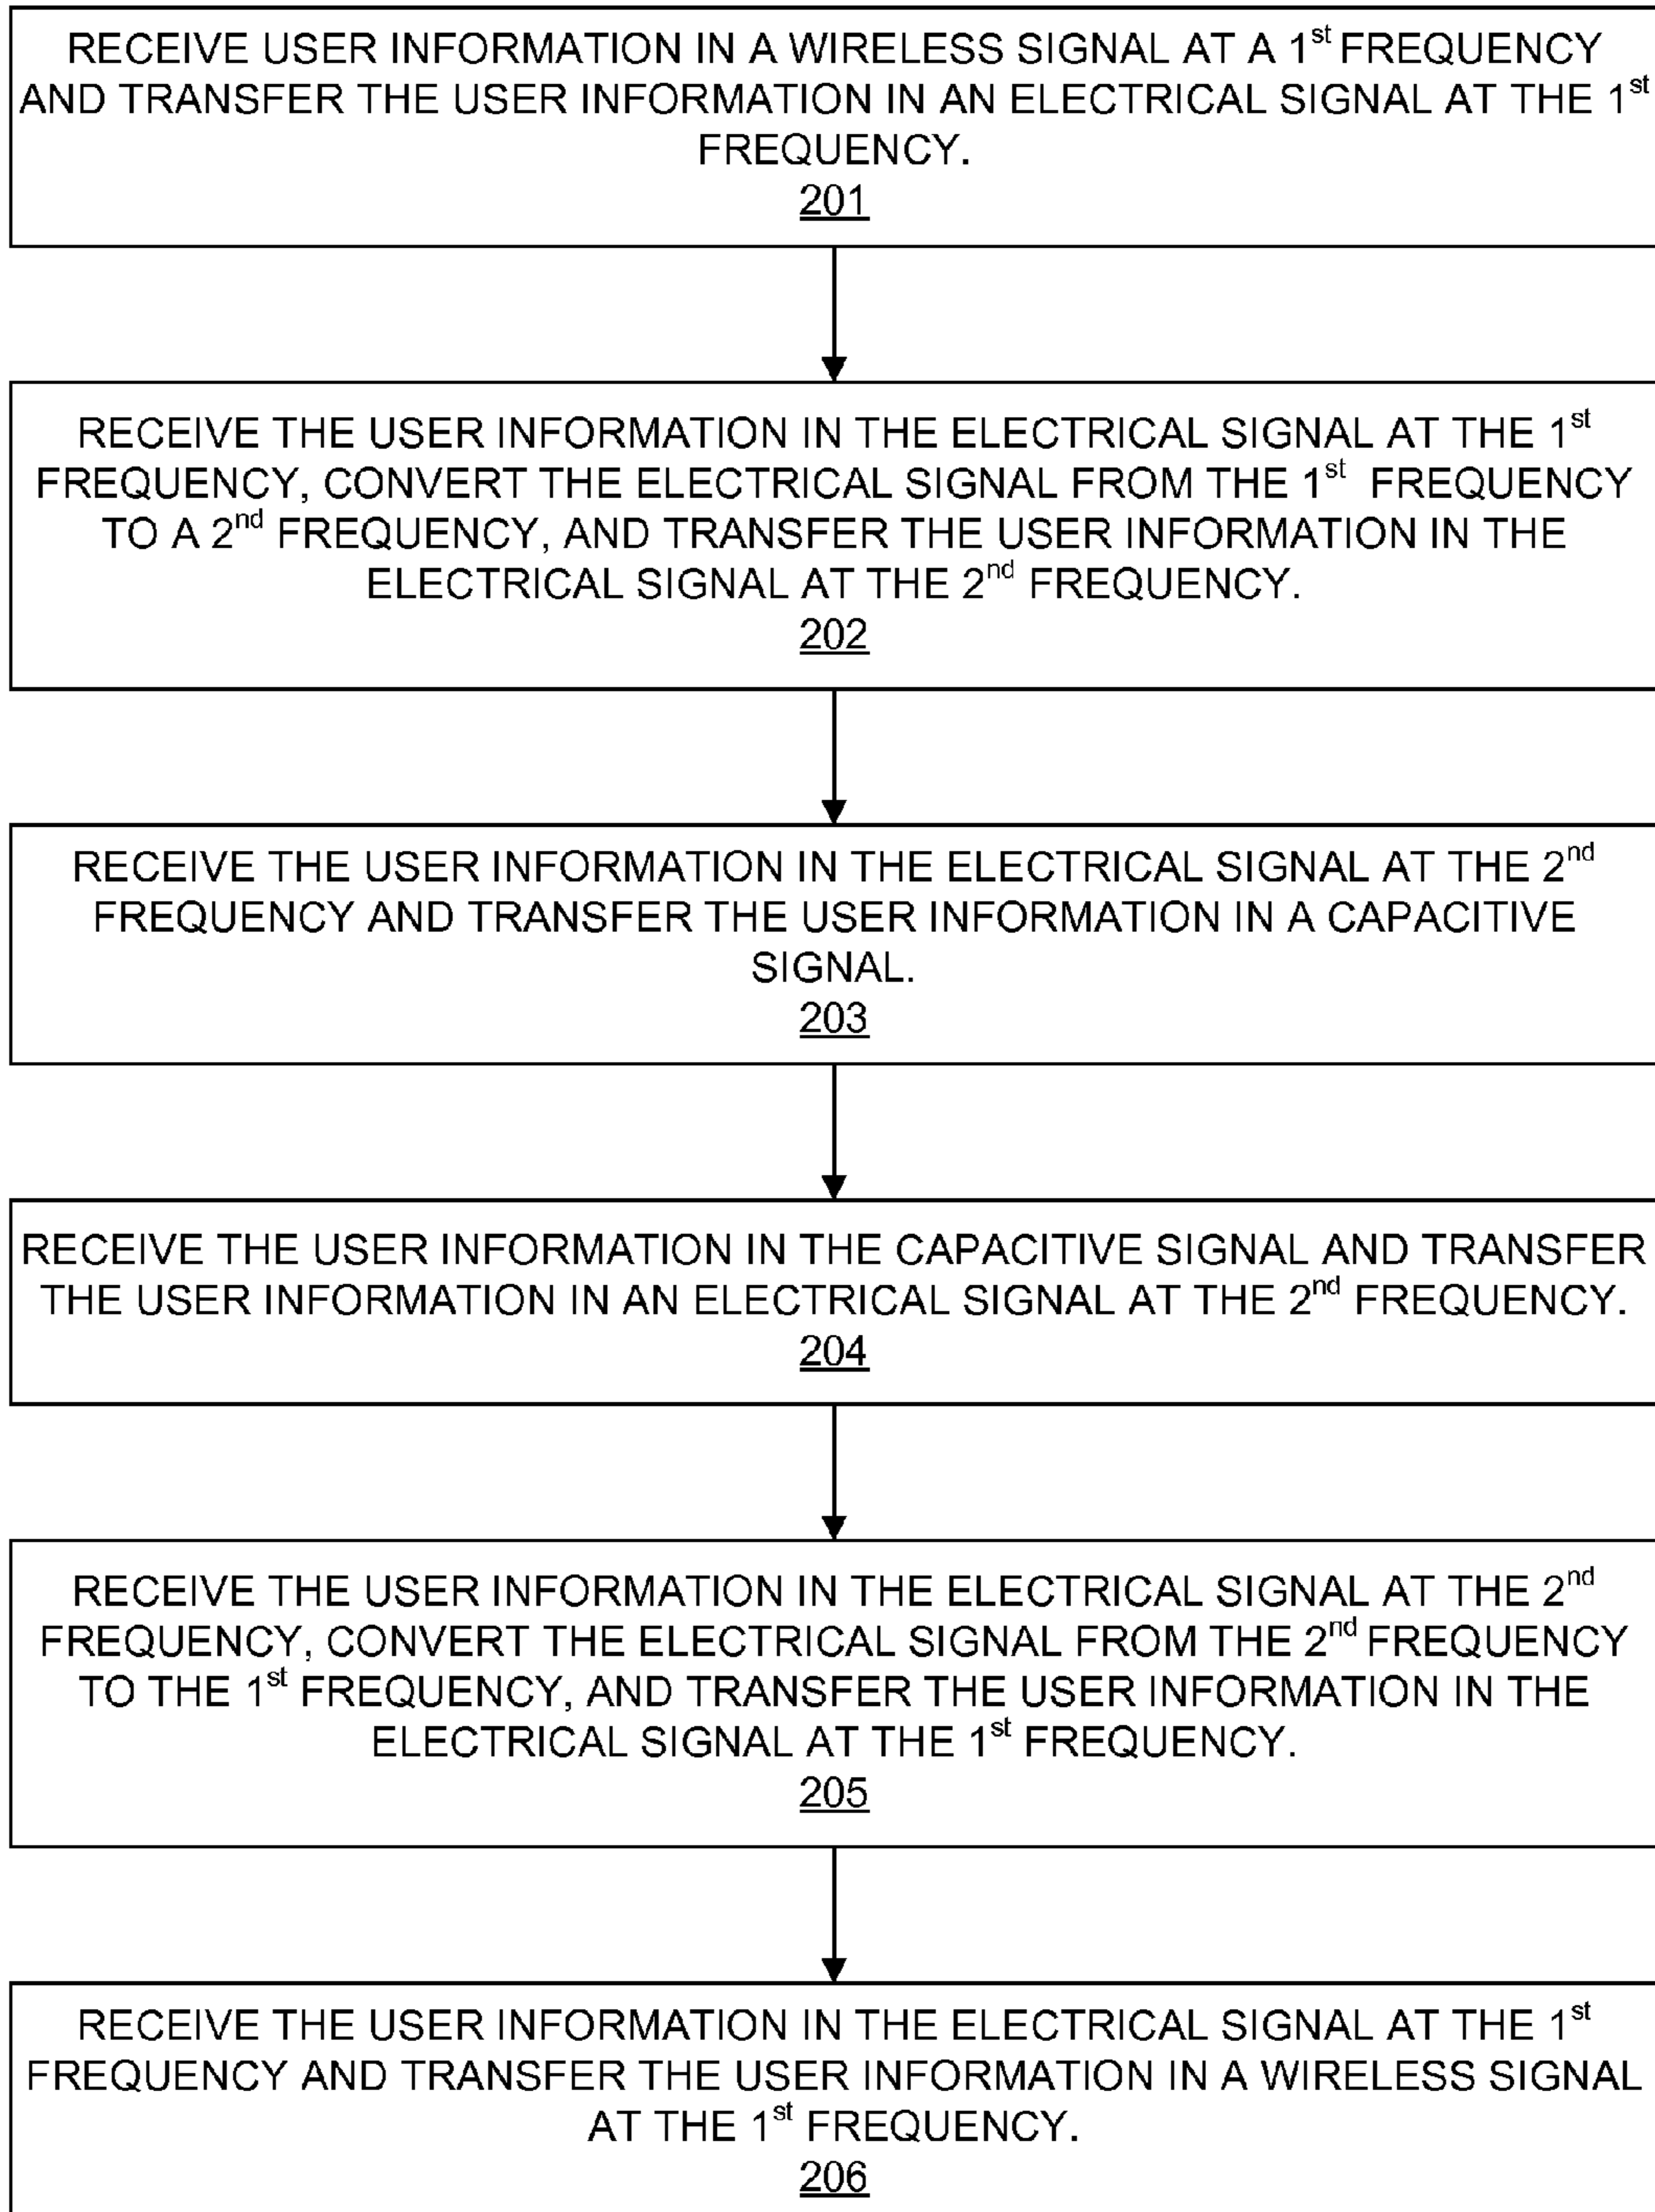 RECEIVE USER INFORMATION IN A WIRELESS SIGNAL AT A 1st FREQUENCY
AND TRANSFER THE USER INFORMATION IN AN ELECTRICAL SIGNAL AT THE 1st
FREQUENCY.
201
RECEIVE THE USER INFORMATION IN THE ELECTRICAL SIGNAL AT THE 1st
FREQUENCY, CONVERT THE ELECTRICAL SIGNAL FROM THE 1st FREQUENCY
TO A 2nd FREQUENCY, AND TRANSFER THE USER INFORMATION IN THE
ELECTRICAL SIGNAL AT THE 2nd FREQUENCY.
202
RECEIVE THE USER INFORMATION IN THE ELECTRICAL SIGNAL AT THE 2nd
FREQUENCY AND TRANSFER THE USER INFORMATION IN A CAPACITIVE
SIGNAL.
203
RECEIVE THE USER INFORMATION IN THE CAPACITIVE SIGNAL AND TRANSFER
THE USER INFORMATION IN AN ELECTRICAL SIGNAL AT THE 2nd FREQUENCY.
204
RECEIVE THE USER INFORMATION IN THE ELECTRICAL SIGNAL AT THE 2nd
FREQUENCY, CONVERT THE ELECTRICAL SIGNAL FROM THE 2nd FREQUENCY
TO THE 1st FREQUENCY, AND TRANSFER THE USER INFORMATION IN THE
ELECTRICAL SIGNAL AT THE 1st FREQUENCY.
205
RECEIVE THE USER INFORMATION IN THE ELECTRICAL SIGNAL AT THE 1st
FREQUENCY AND TRANSFER THE USER INFORMATION IN A WIRELESS SIGNAL
AT THE 1st FREQUENCY.
206